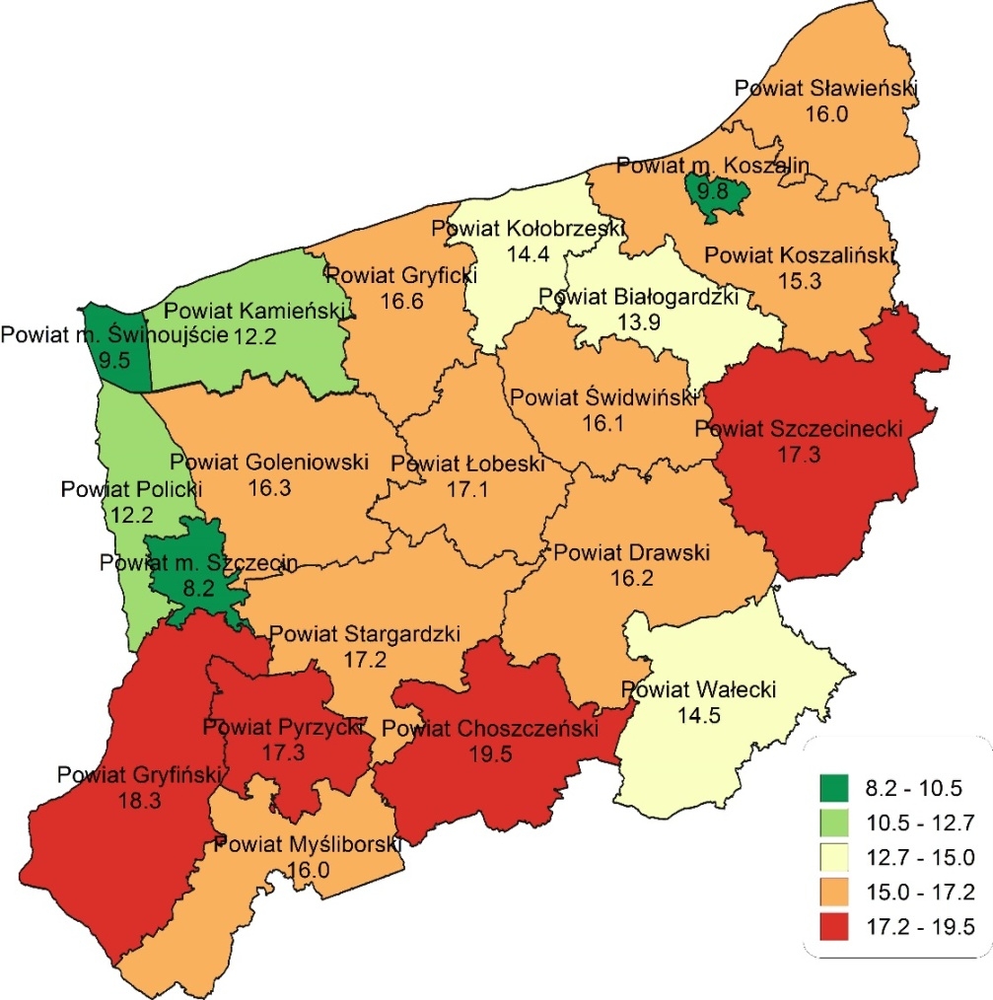 Powiat Sławieński
16.0
Powiat m. Koszalin
9.8
Powiat Kołobrzeski
14.4
Powiat Koszaliński
15.3
Powiat Gryficki
16.6
Powiat Białogardzki
13.9
Powiat Kamieński
12.2
Powiat m. Świnoujście
9.5
Powiat Świdwiński
16.1
Powiat Szczecinecki
17.3
Powiat Goleniowski
16.3
Powiat Łobeski
17.1
Powiat Policki
12.2
Powiat Drawski
16.2
Powiat m. Szczecin
8.2
Powiat Stargardzki
17.2
Powiat Wałecki
14.5
Powiat Pyrzycki
17.3
Powiat Choszczeński
19.5
Powiat Gryfiński
18.3
Powiat Myśliborski
16.0
8.2 - 10.5
10.5 - 12.7
12.7 - 15.0
15.0 - 17.2
17.2 - 19.5